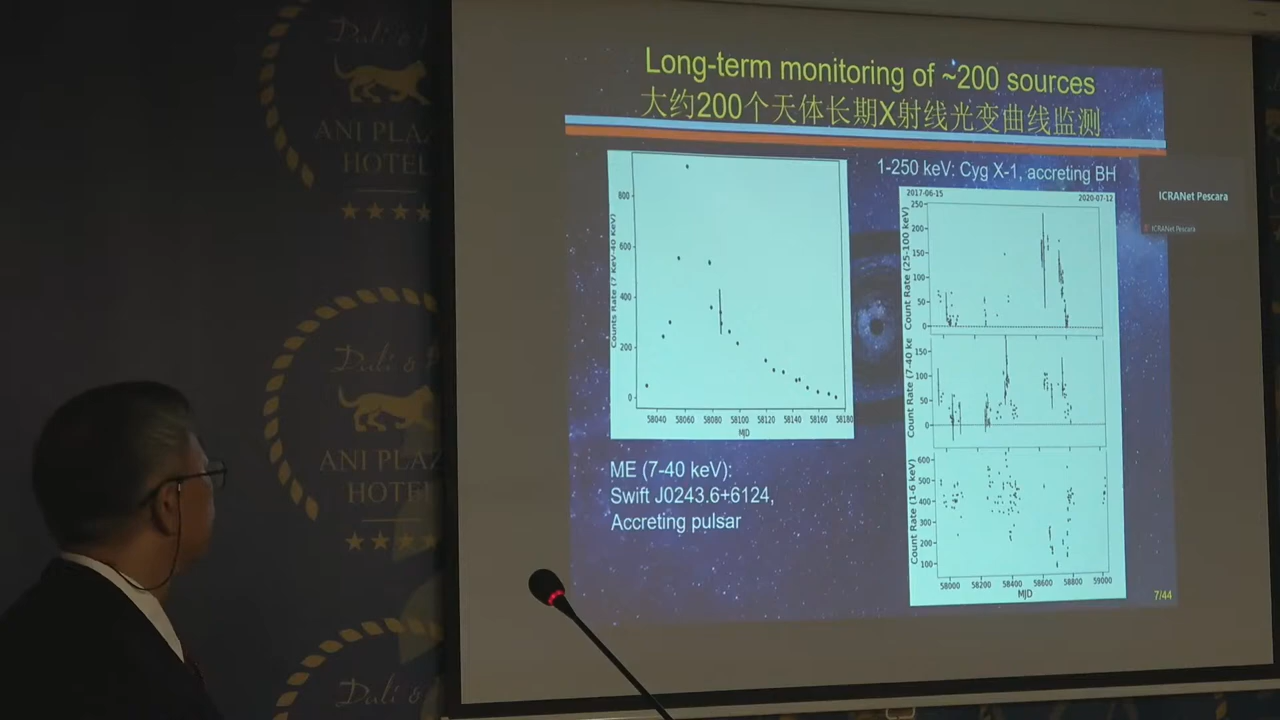 Long-term monitoring of ~200 sources
大约200个天体长期X射线光变曲线监测
1-250 keV: Cyg X-1, accreting BH
ICRANet Pescara
ICRANet Pescara
Counts Rate (7 KeV-40 KeV)
800
600
400
200
0
58040 58060 58080 58100 58120 58140 58160 58180
MJD
ME (7-40 keV):
Swift J0243.6+6124,
Accreting pulsar
2017-06-15
2020-07-12
Count Rate (25-100 keV)
250
200
150
100
50
0
Count Rate (7-40 ke
150
100
50
0
Count Rate (1-6 keV)
600
500
400
300
200
100
58000 58200 58400 58600 58800 59000
MJD
7/44
ANI PLAZ
HOTEL
ANI PLAZ
HOTEL